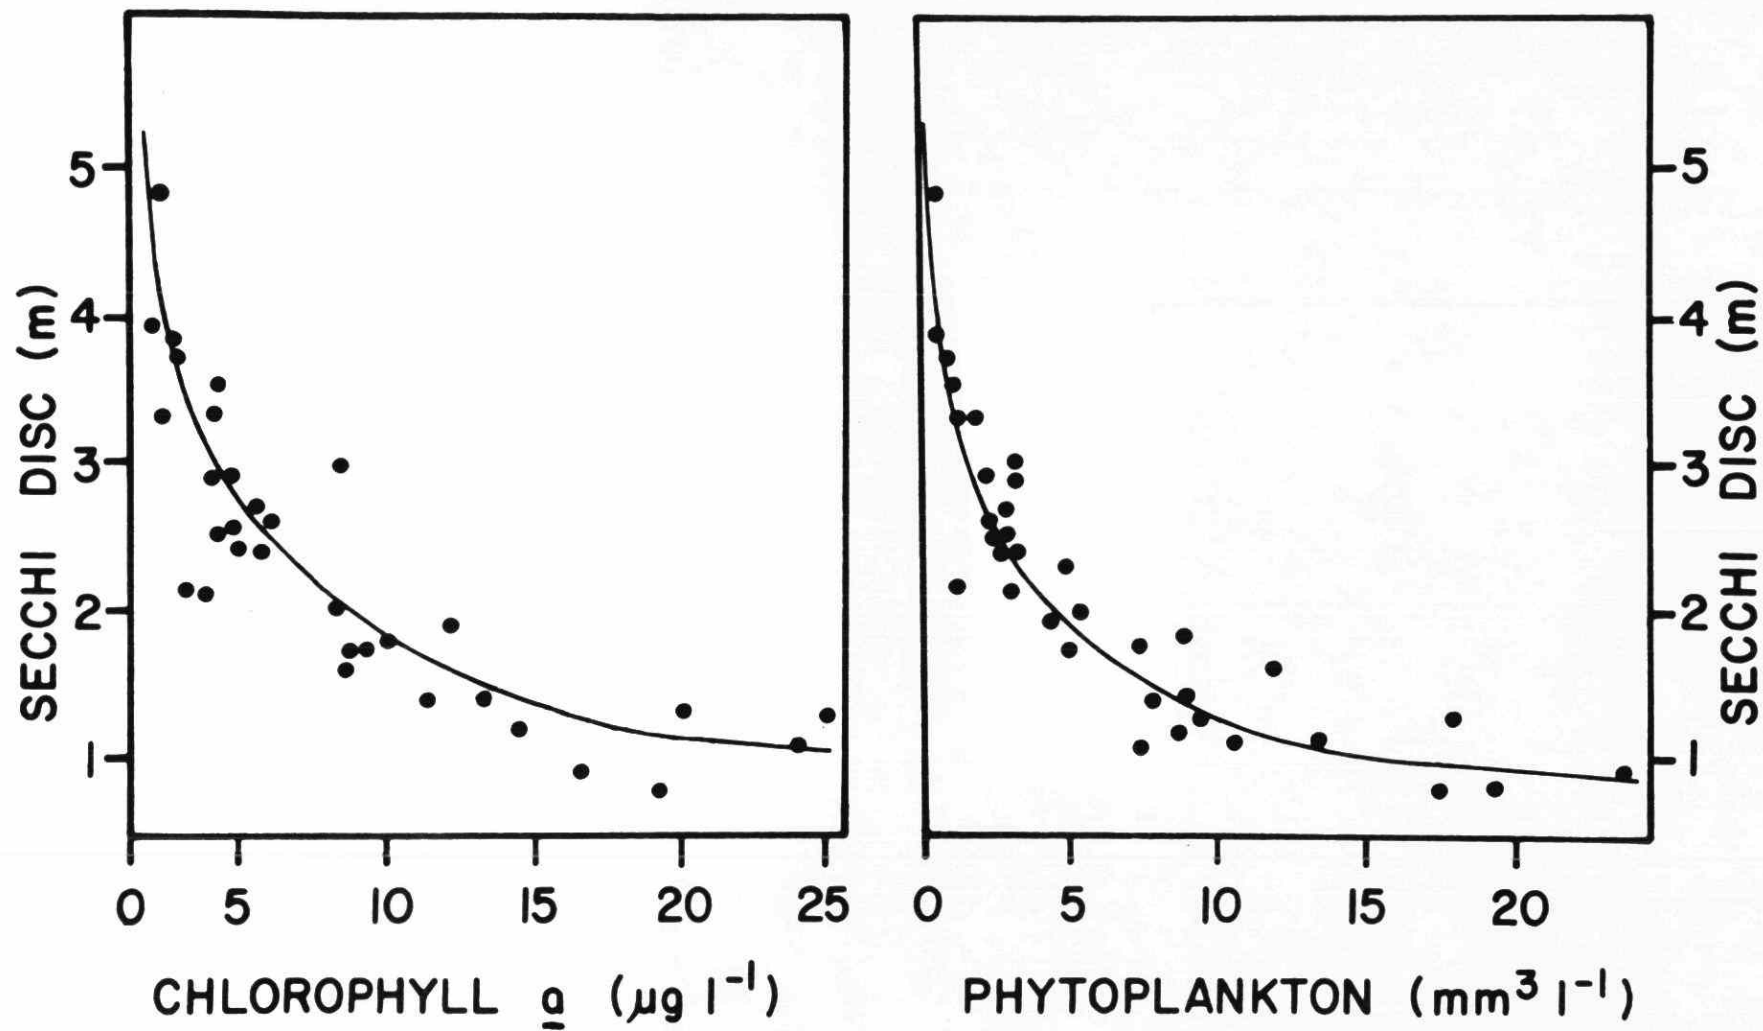 SECCHI DISC (m)
5
4
3
2
1
0 5 10 15 20 25
CHLOROPHYLL a (µg l⁻¹)
0 5 10 15 20
PHYTOPLANKTON (mm³ l⁻¹)
5
4
3
2
1
SECCHI DISC (m)